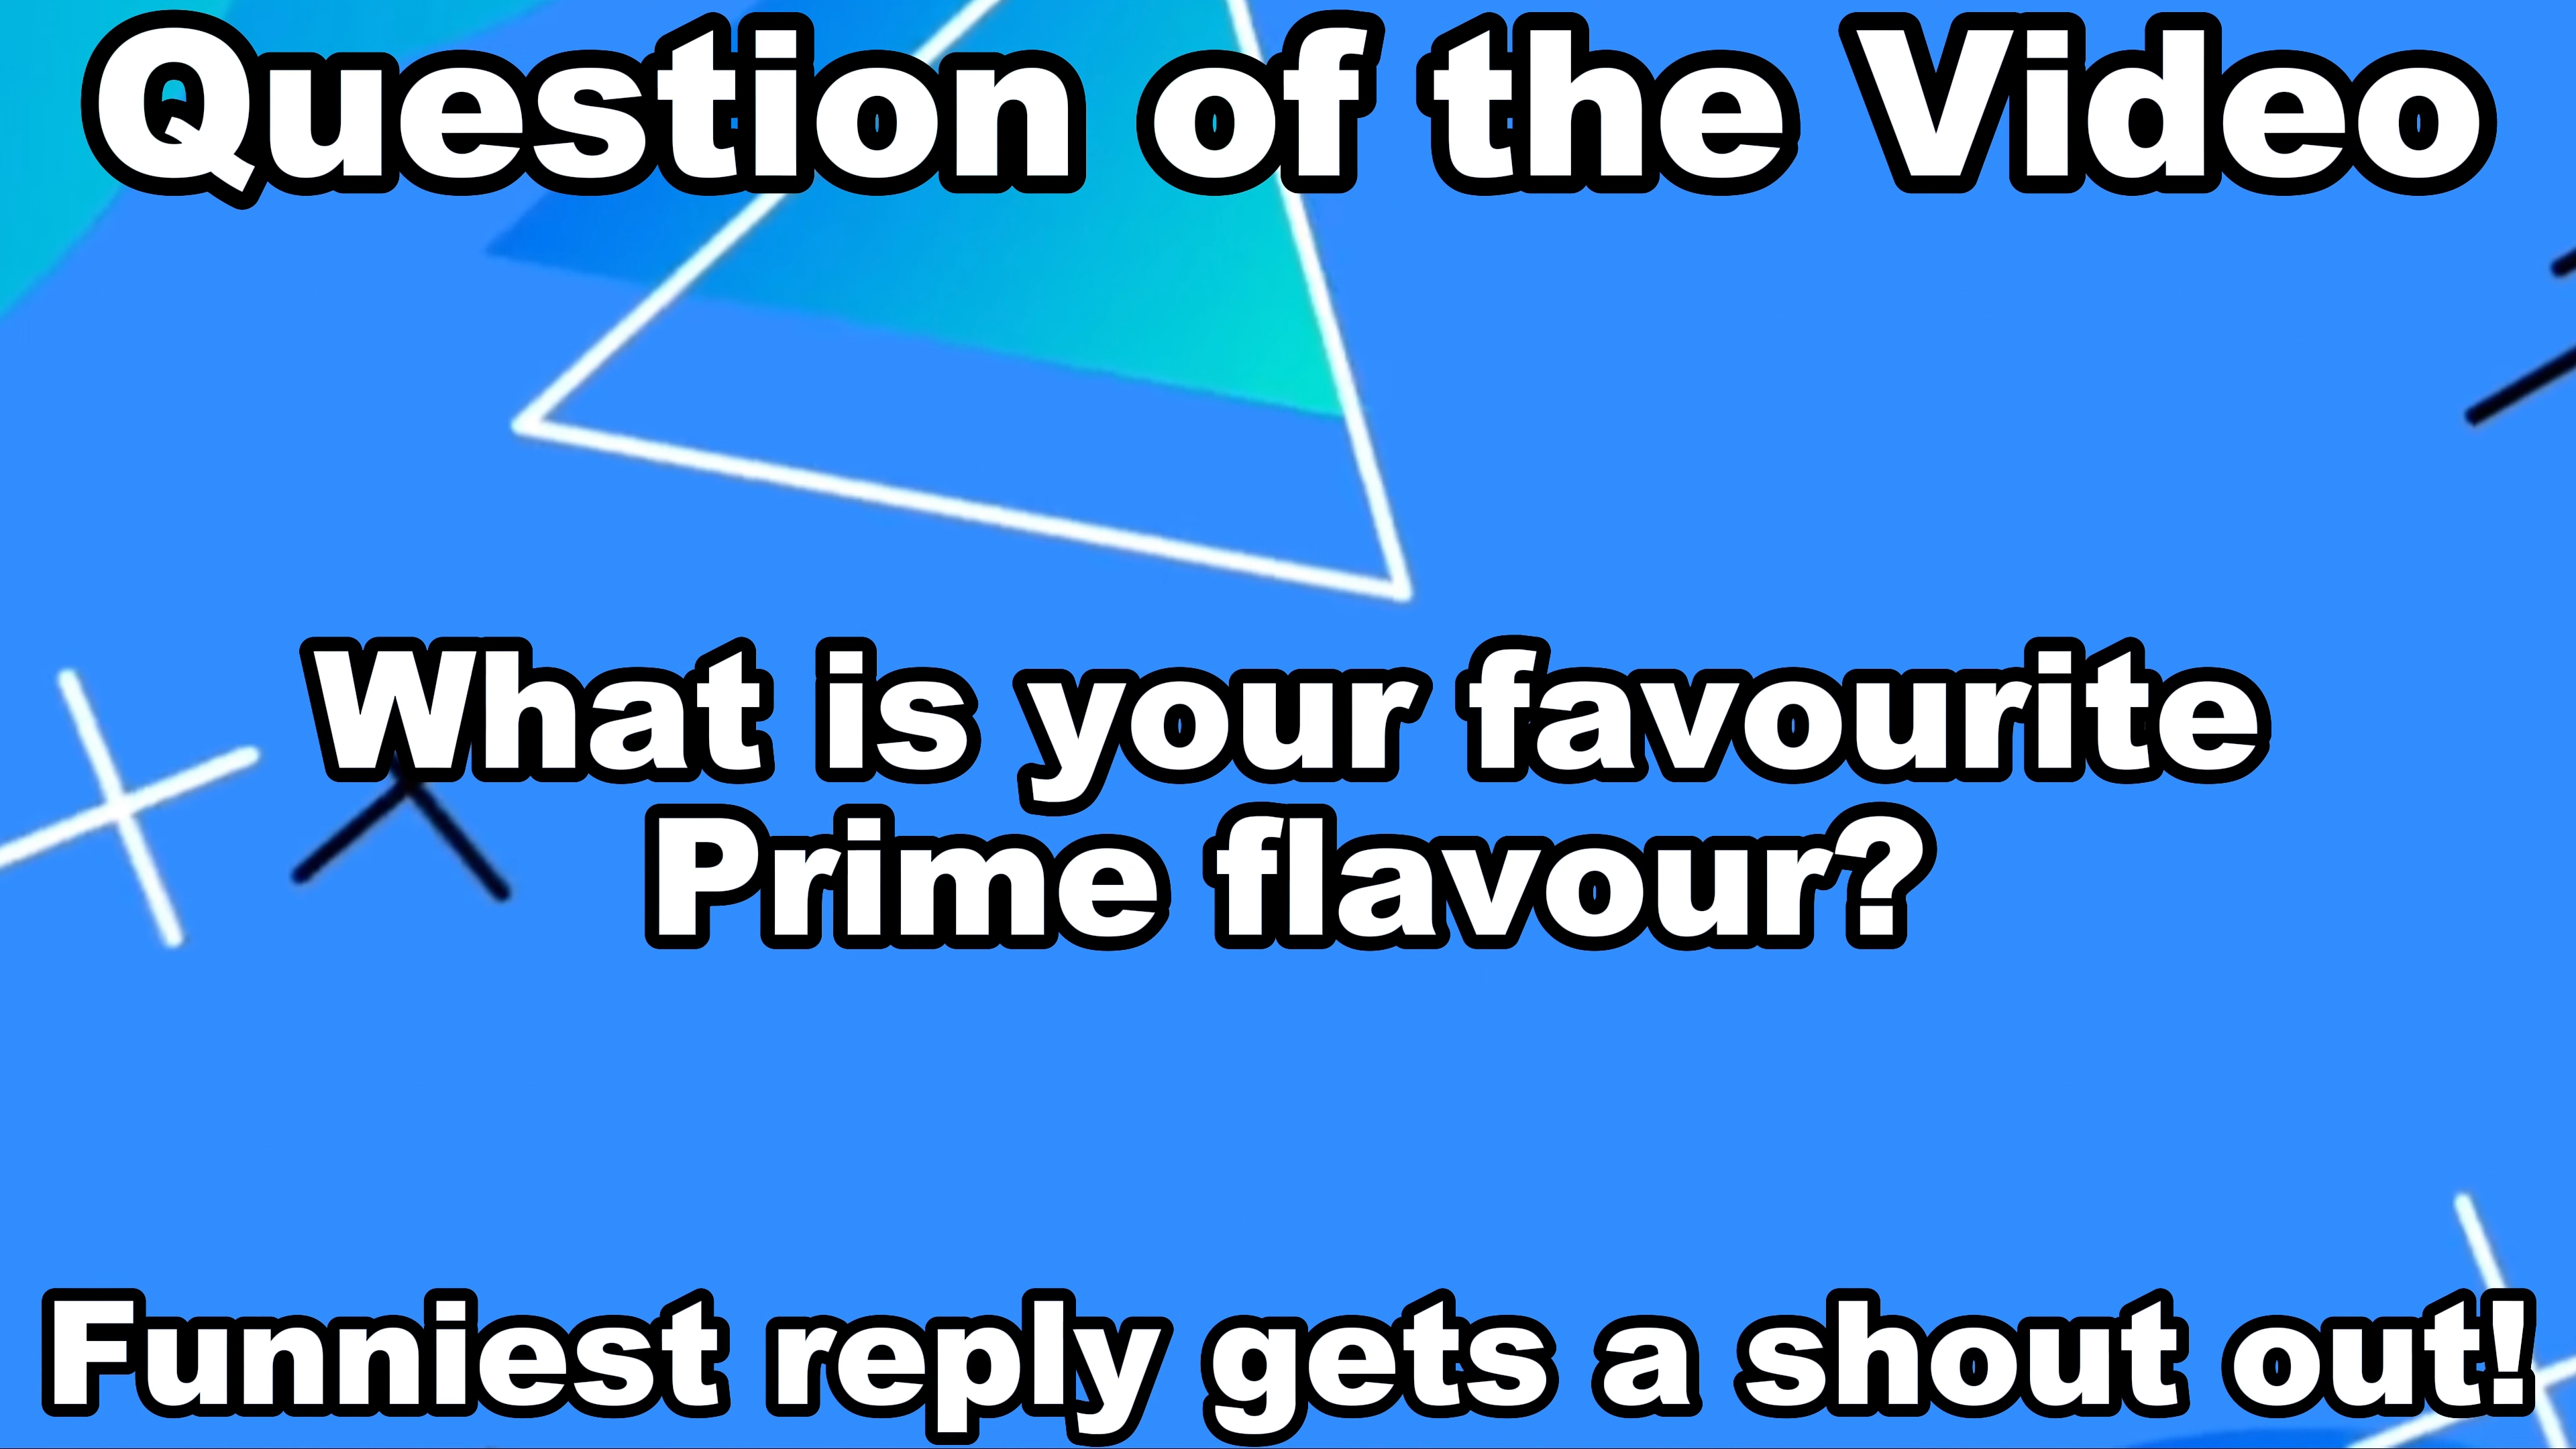 Question of the Video
What is your favourite
Prime flavour?
Funniest reply gets a shout out!